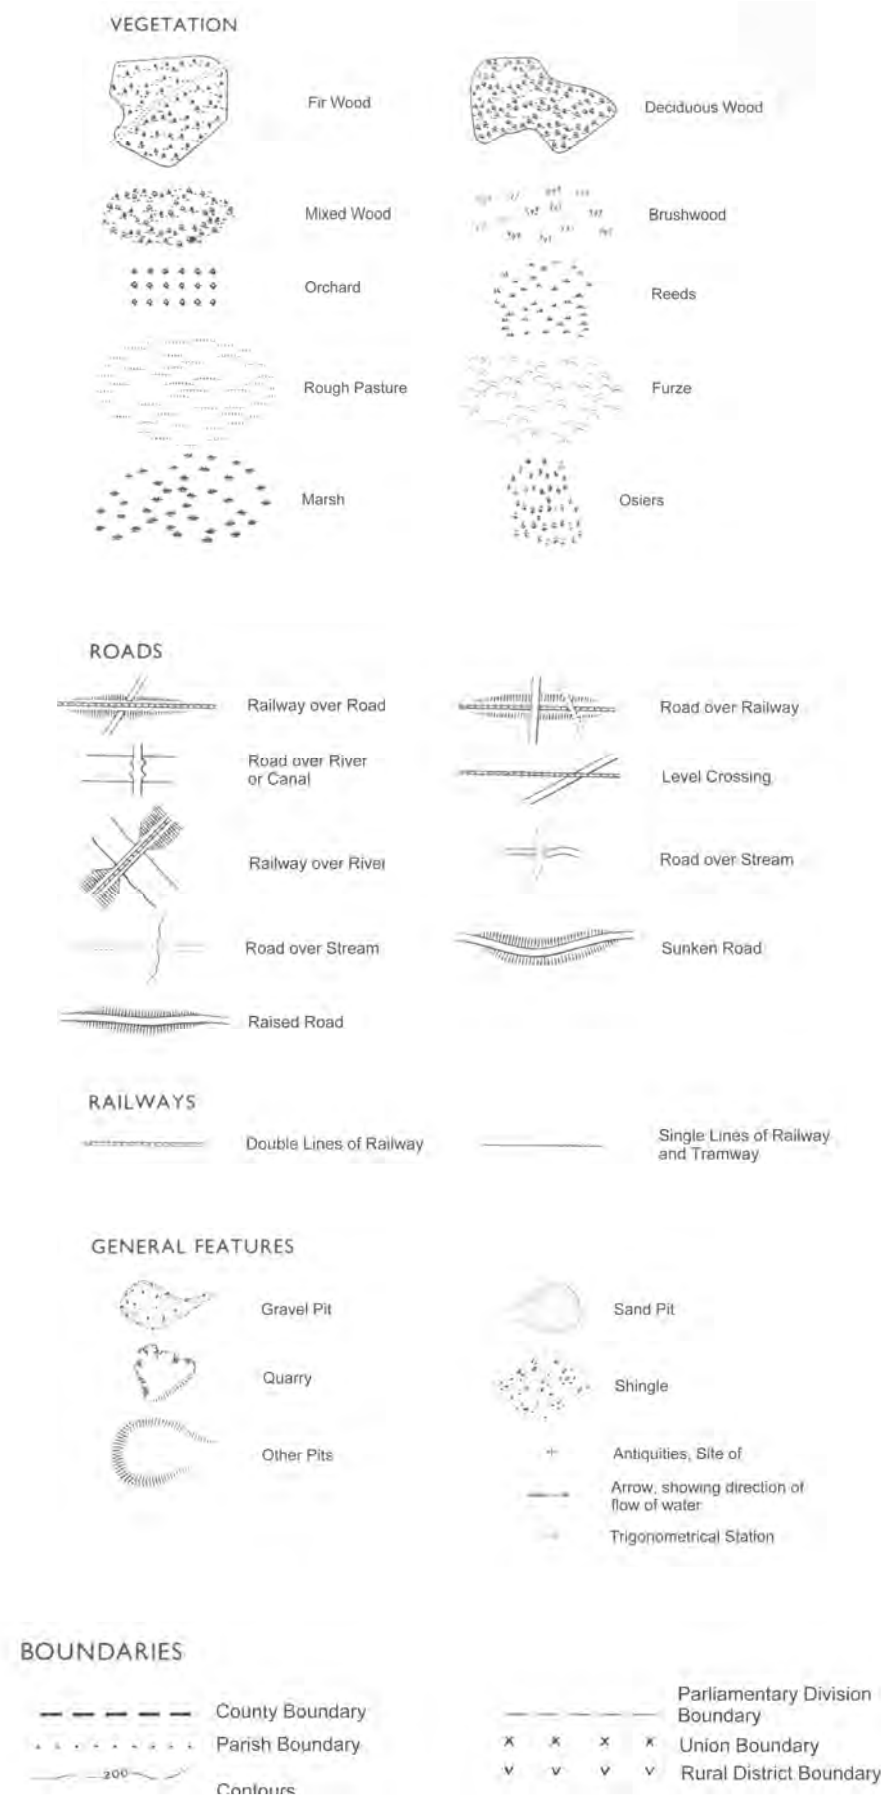 VEGETATION
Fir Wood
Deciduous Wood
Mixed Wood
Brushwood
Orchard
Reeds
Rough Pasture
Furze
Marsh
Osiers
ROADS
Railway over Road
Road over Railway
Road over River
or Canal
Level Crossing
Railway over River
Road over Stream
Road over Stream
Sunken Road
Raised Road
RAILWAYS
Double Lines of Railway
Single Lines of Railway
and Tramway
GENERAL FEATURES
Gravel Pit
Sand Pit
Quarry
Shingle
Other Pits
Antiquities, Site of
Arrow, showing direction of
flow of water
Trigonometrical Station
BOUNDARIES
County Boundary
Parliamentary Division
Boundary
Parish Boundary
Union Boundary
200
Contours
Rural District Boundary